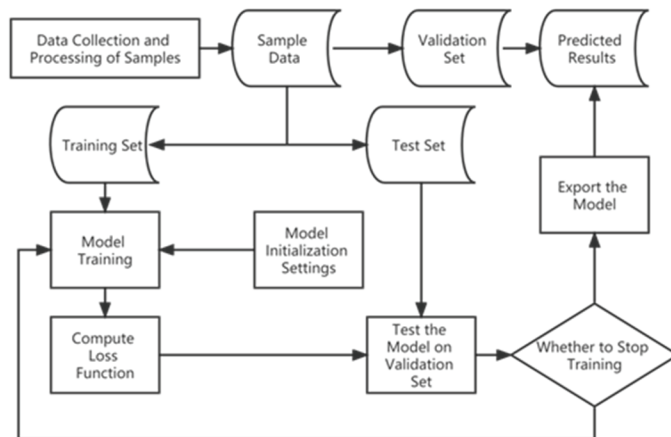 Data Collection and
Processing of Samples
Sample
Data
Validation
Set
Predicted
Results
Training Set
Test Set
Export the
Model
Model
Training
Model
Initialization
Settings
Compute
Loss
Function
Test the
Model on
Validation
Set
Whether to Stop
Training